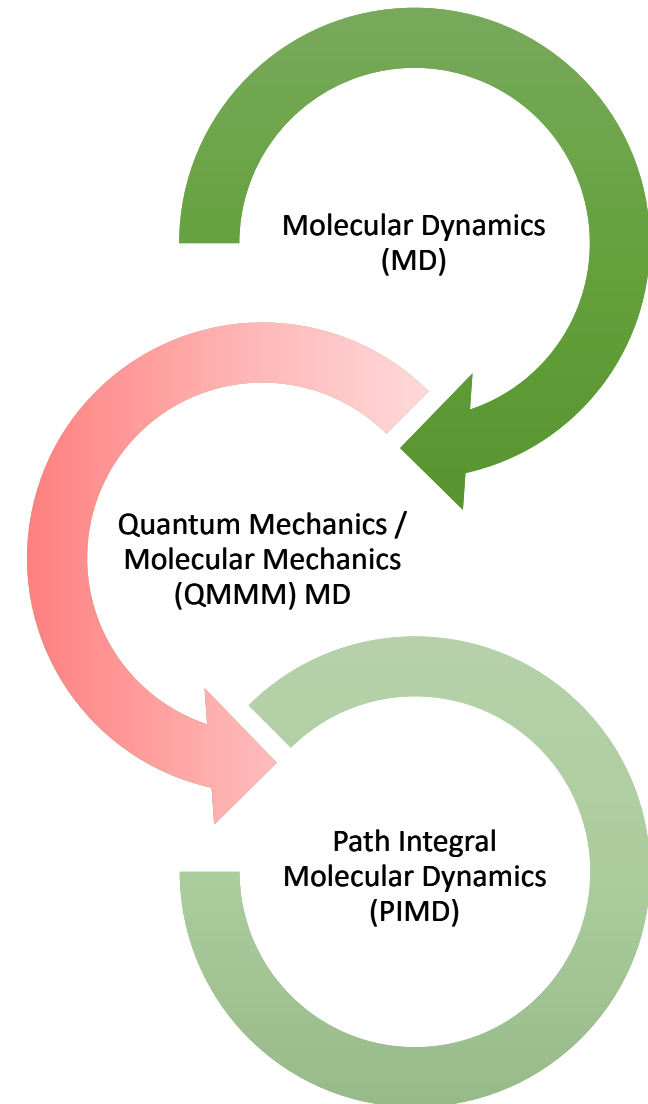 Molecular Dynamics
(MD)
Quantum Mechanics /
Molecular Mechanics
(QMMM) MD
Path Integral
Molecular Dynamics
(PIMD)